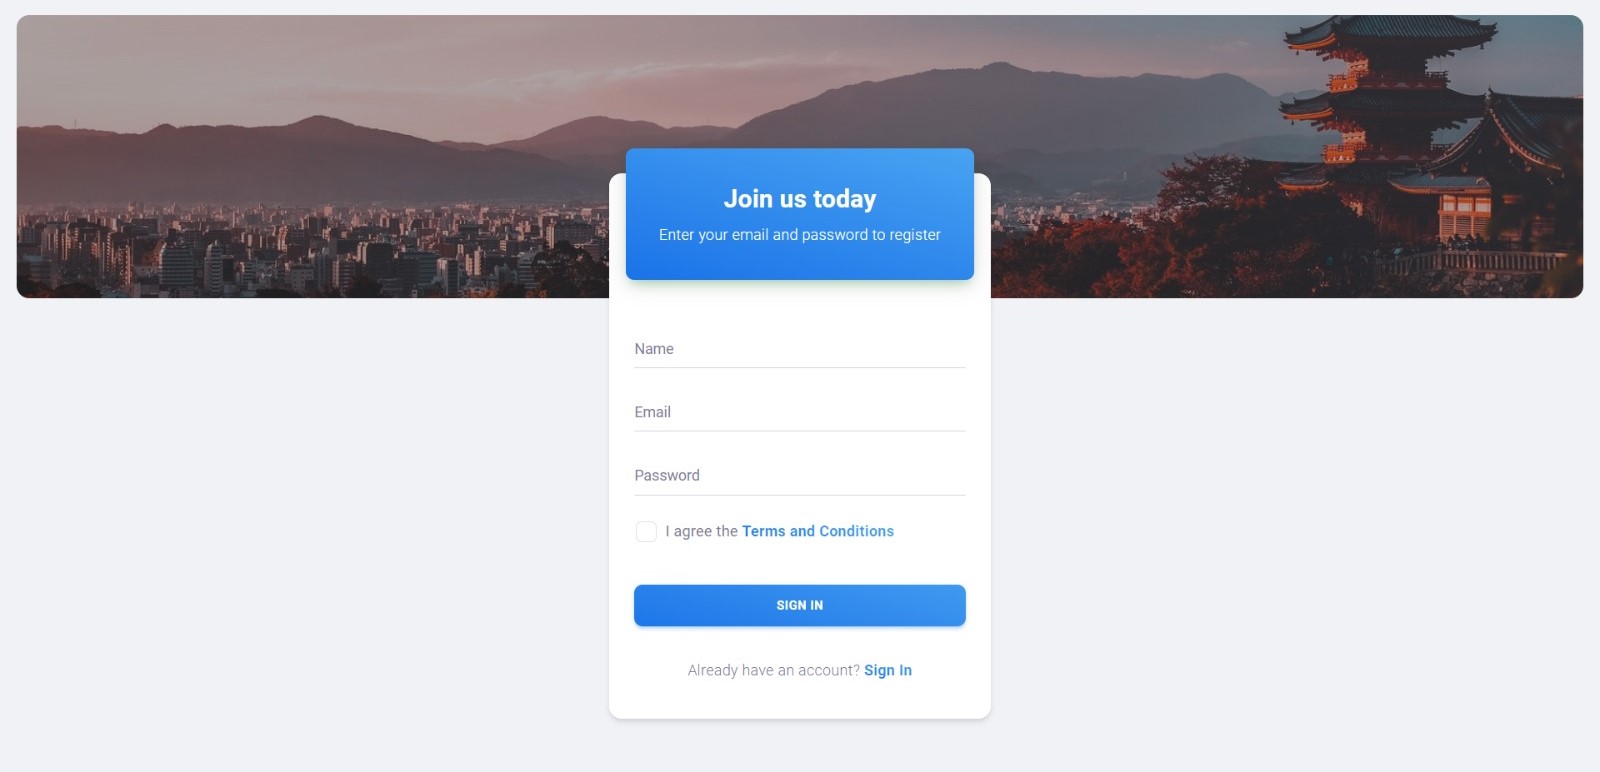 Join us today
Enter your email and password to register
Name
Email
Password
I agree the Terms and Conditions
SIGN IN
Already have an account? Sign In